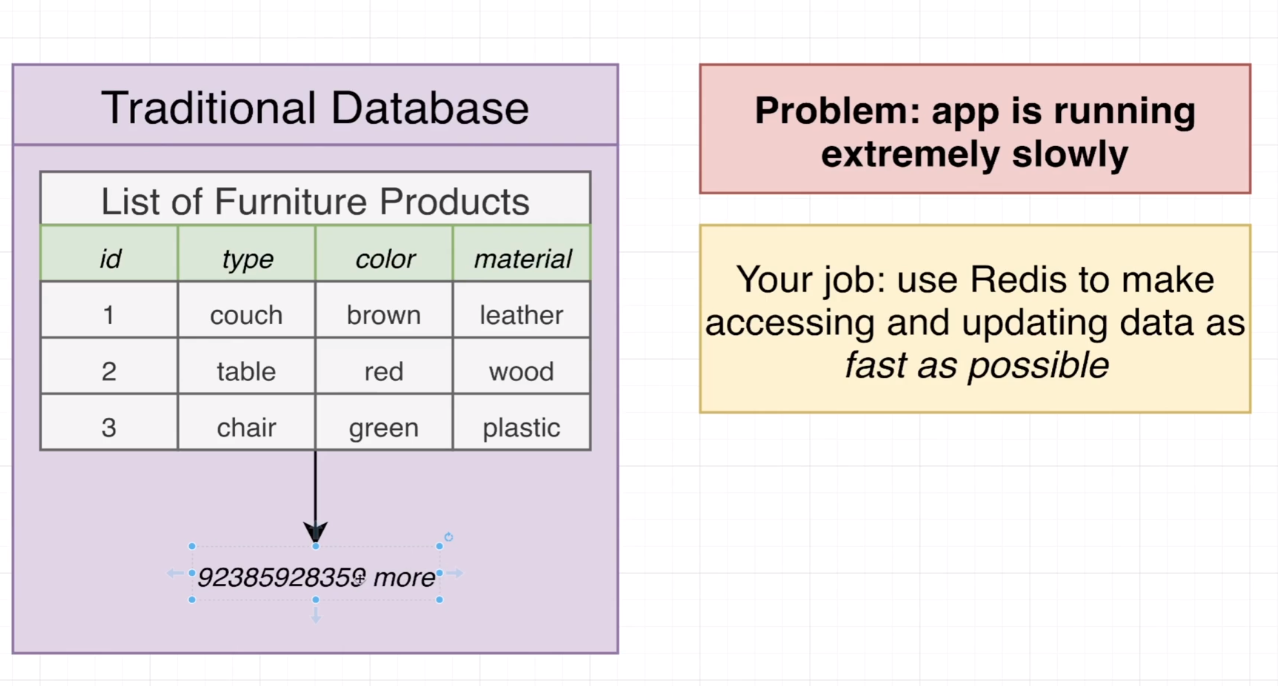 Traditional Database
List of Furniture Products
id type color material
1 couch brown leather
2 table red wood
3 chair green plastic
92385928359 more
Problem: app is running
extremely slowly
Your job: use Redis to make
accessing and updating data as
fast as possible